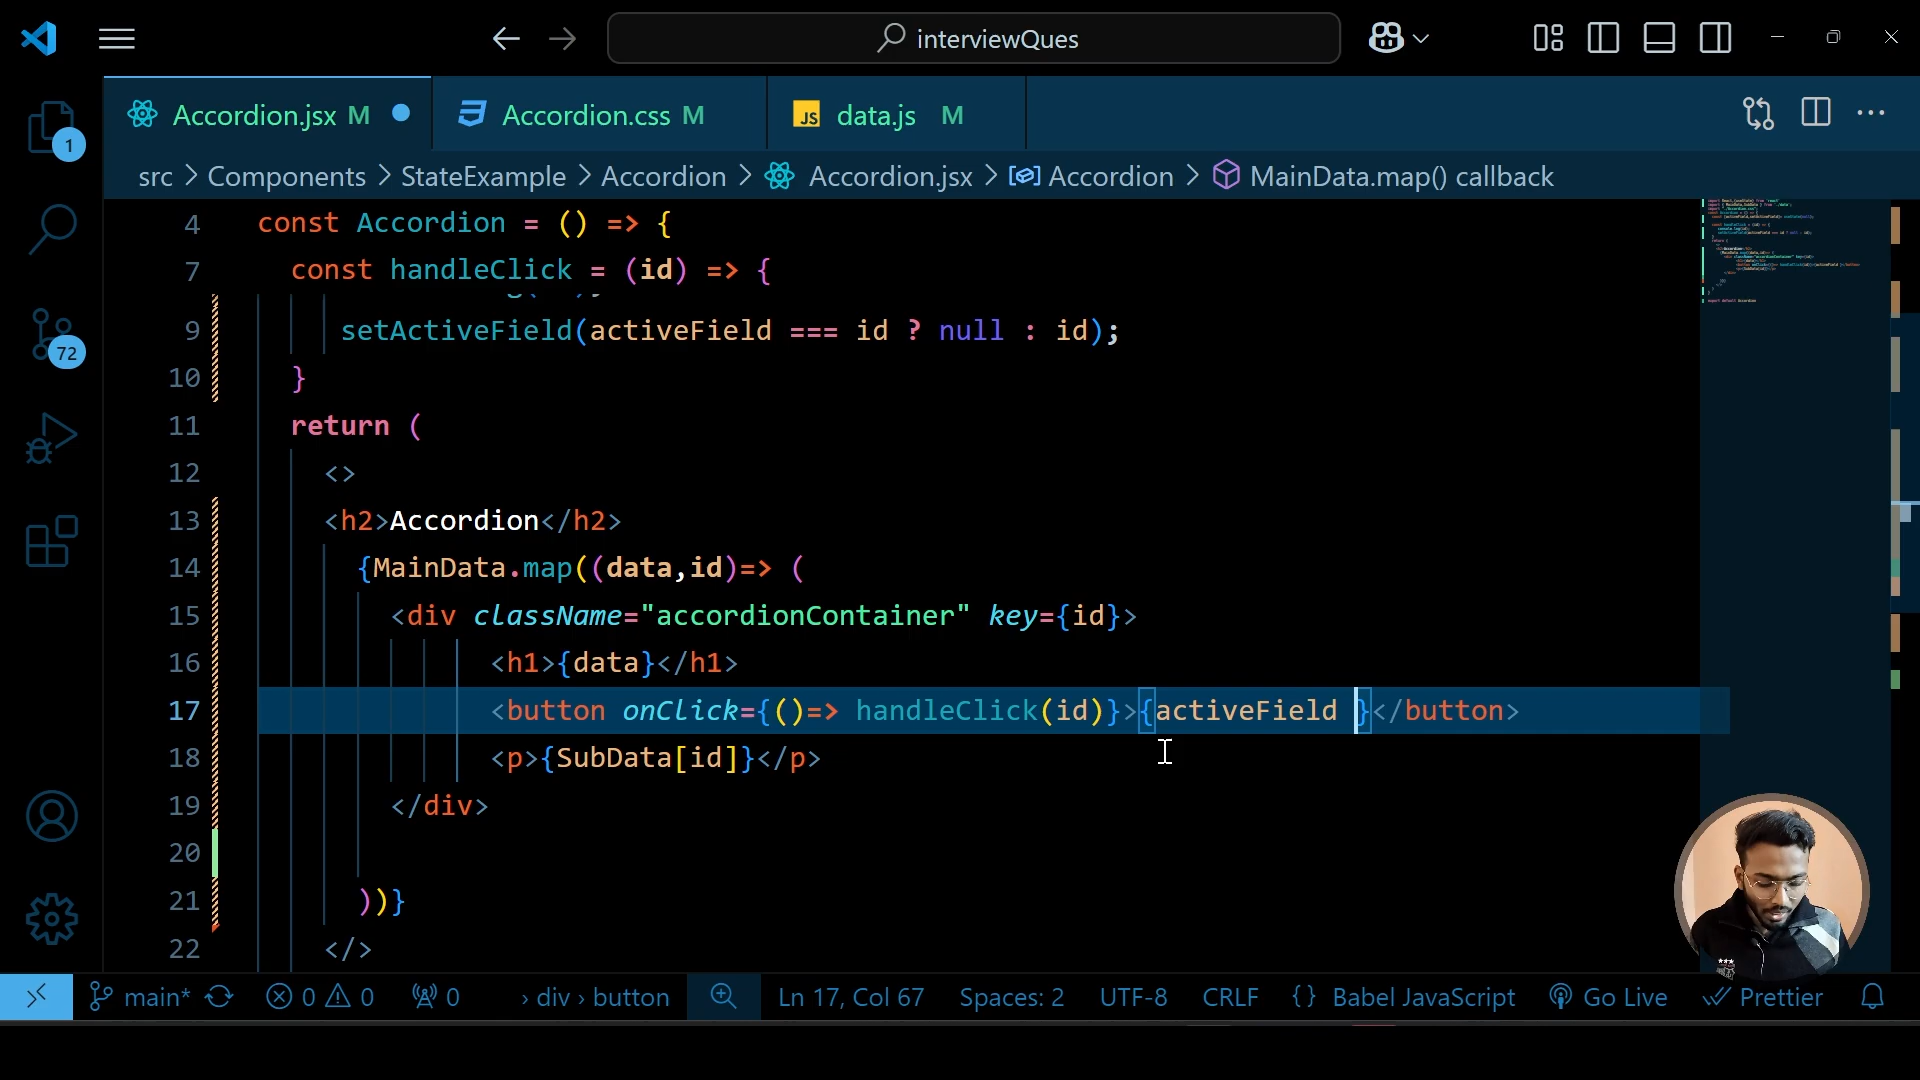 interviewQues
Accordion.jsx M
Accordion.css M
JS data.js M
1
src > Components > StateExample > Accordion > Accordion.jsx > Accordion > MainData.map() callback
4 const Accordion = () => {
7 const handleClick = (id) => {
9 setActiveField(activeField === id ? null : id);
10 }
11 return (
12 <>
13 <h2>Accordion</h2>
14 {MainData.map((data,id)=> (
15 <div className="accordionContainer" key={id}>
16 <h1>{data}</h1>
17 <button onClick={()=> handleClick(id)}>{activeField }</button>
18 <p>{SubData[id]}</p>
19 </div>
20
21 ))}
22 </>
72
main* 0 0 0 › div › button Ln 17, Col 67 Spaces: 2 UTF-8 CRLF {} Babel JavaScript Go Live Prettier